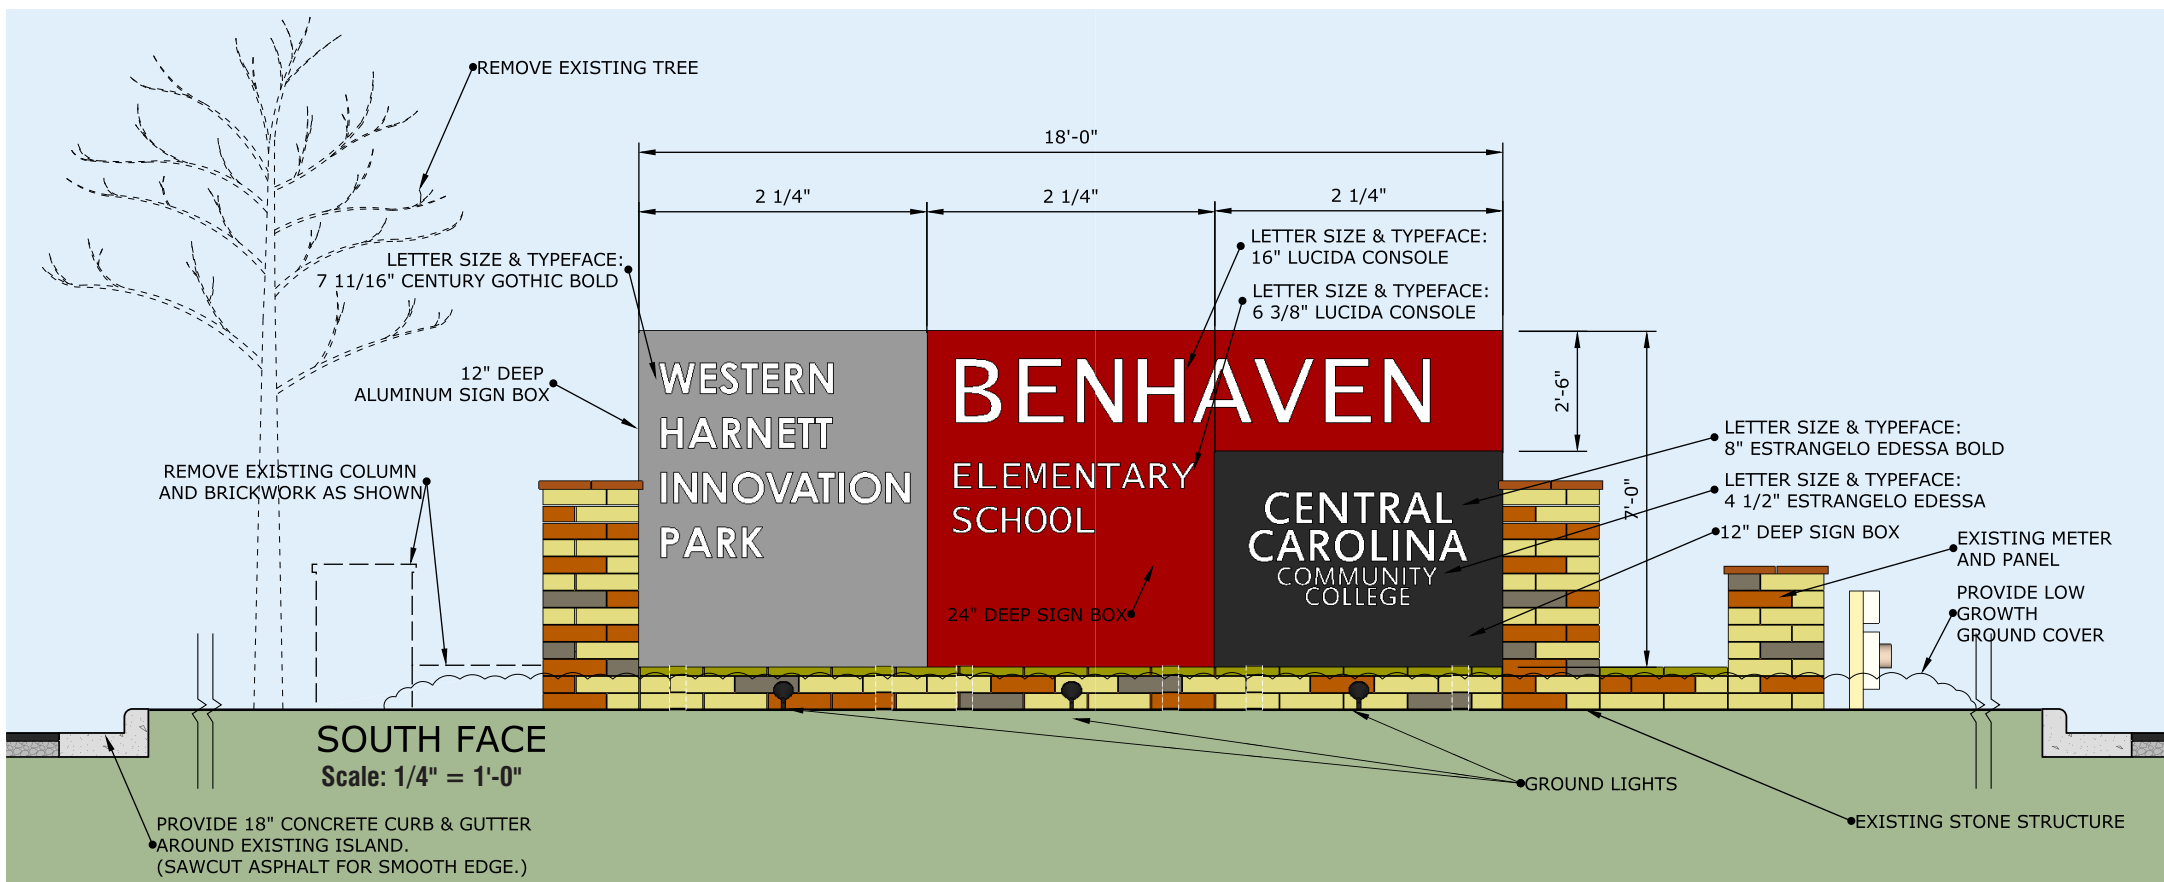 REMOVE EXISTING TREE
18'-0"
2 1/4"
2 1/4"
2 1/4"
LETTER SIZE & TYPEFACE:
7 11/16" CENTURY GOTHIC BOLD
LETTER SIZE & TYPEFACE:
16" LUCIDA CONSOLE
LETTER SIZE & TYPEFACE:
6 3/8" LUCIDA CONSOLE
12" DEEP
ALUMINUM SIGN BOX
REMOVE EXISTING COLUMN
AND BRICKWORK AS SHOWN
WESTERN
HARNETT
INNOVATION
PARK
BENHAVEN
ELEMENTARY
SCHOOL
24" DEEP SIGN BOX
CENTRAL
CAROLINA
COMMUNITY
COLLEGE
2'-6"
7'-0"
LETTER SIZE & TYPEFACE:
8" ESTRANGELO EDESSA BOLD
LETTER SIZE & TYPEFACE:
4 1/2" ESTRANGELO EDESSA
12" DEEP SIGN BOX
EXISTING METER
AND PANEL
PROVIDE LOW
GROWTH
GROUND COVER
SOUTH FACE
Scale: 1/4" = 1'-0"
GROUND LIGHTS
EXISTING STONE STRUCTURE
PROVIDE 18" CONCRETE CURB & GUTTER
AROUND EXISTING ISLAND.
(SAWCUT ASPHALT FOR SMOOTH EDGE.)